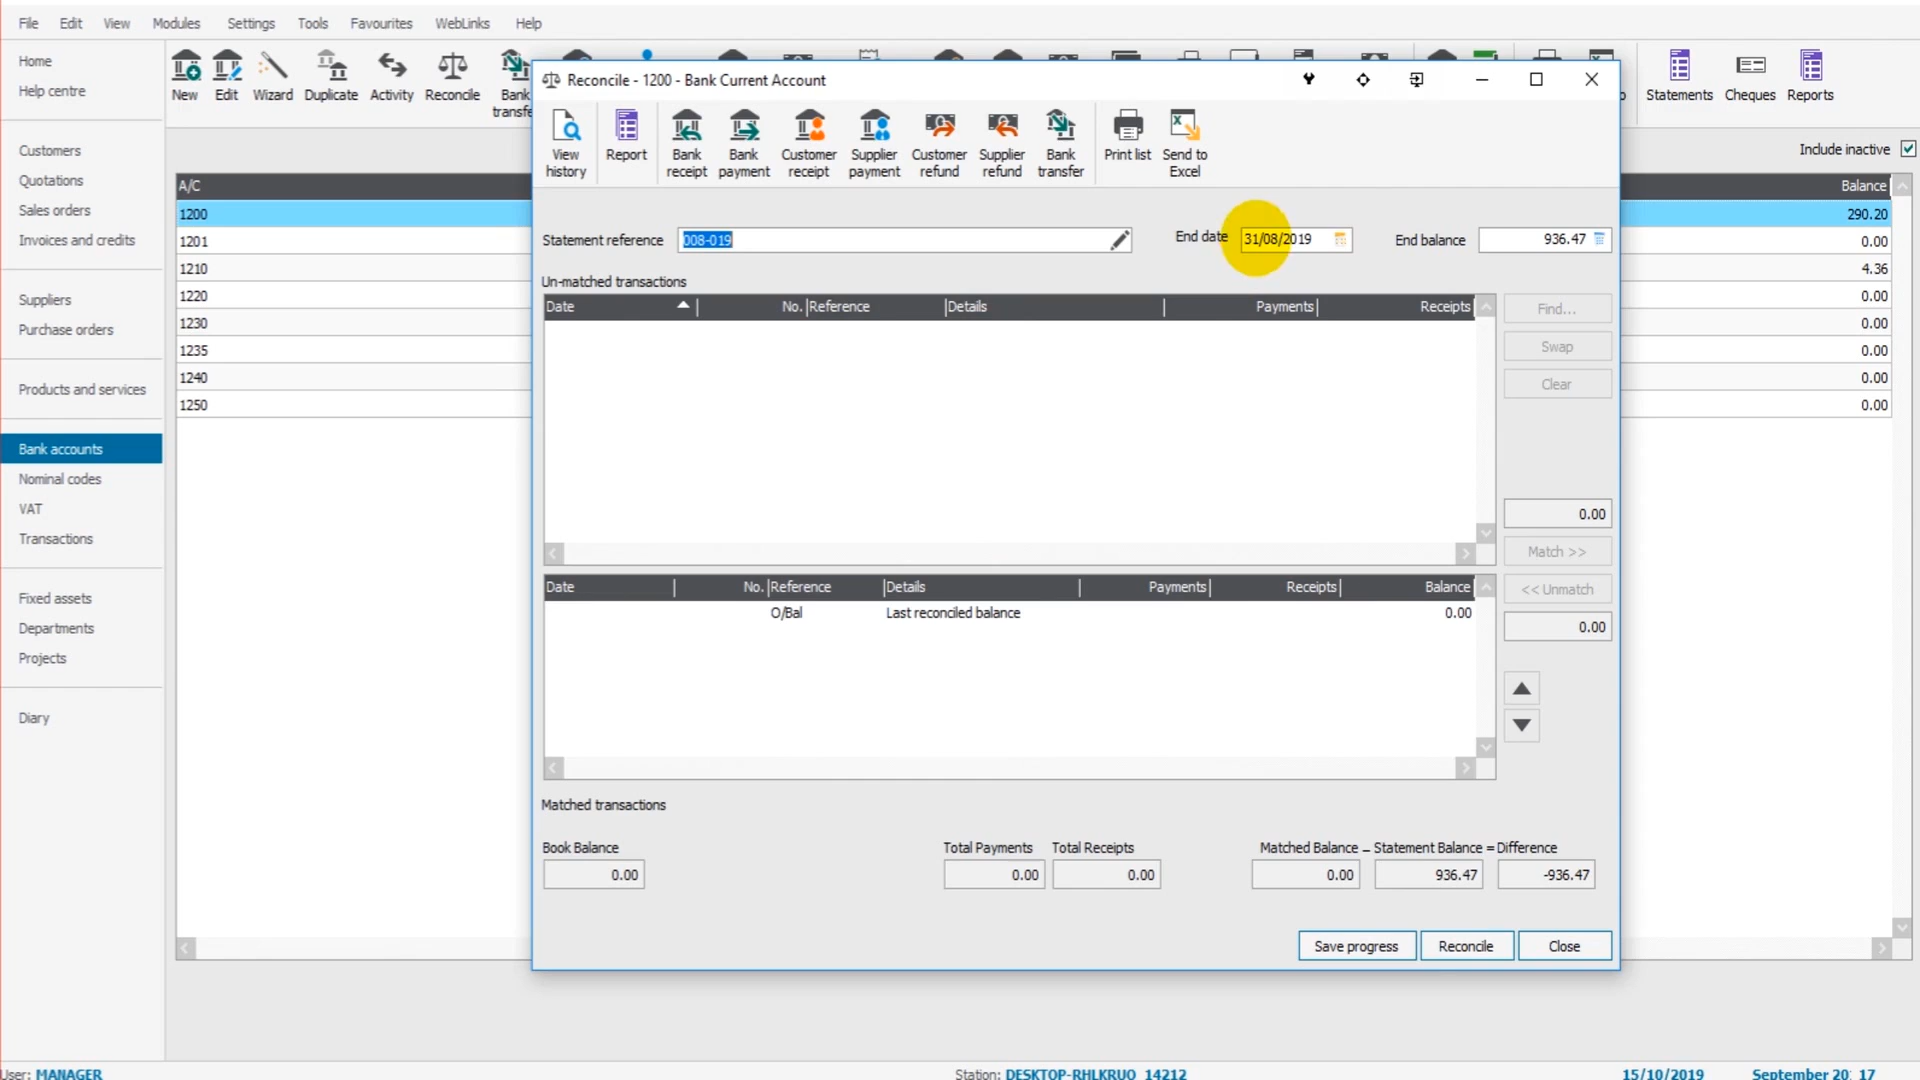 File Edit View Modules Settings Tools Favourites WebLinks Help
Home
Help centre
Customers
Quotations
Sales orders
Invoices and credits
Suppliers
Purchase orders
Products and services
Bank accounts
Nominal codes
VAT
Transactions
Fixed assets
Departments
Projects
Diary
New Edit Wizard Duplicate Activity Reconcile Bank
Statements Cheques Reports
Include inactive
A/C Balance
1200 290.20
1201 0.00
1210 4.36
1220 0.00
1230 0.00
1235 0.00
1240 0.00
1250 0.00
Reconcile - 1200 - Bank Current Account
View history
Report
Bank receipt
Bank payment
Customer receipt
Supplier payment
Customer refund
Supplier refund
Bank transfer
Print list
Send to Excel
Statement reference 008-019 End date 31/08/2019 End balance 936.47
Un-matched transactions
Date No. Reference Details Payments Receipts
Find...
Swap
Clear
0.00
Match >>
<< Unmatch
0.00
Date No. Reference Details Payments Receipts Balance
O/Bal Last reconciled balance 0.00
Matched transactions
Book Balance Total Payments Total Receipts Matched Balance – Statement Balance = Difference
0.00 0.00 0.00 0.00 936.47 -936.47
Save progress Reconcile Close
User: MANAGER Station: DESKTOP-RHLKRUO_14212 15/10/2019